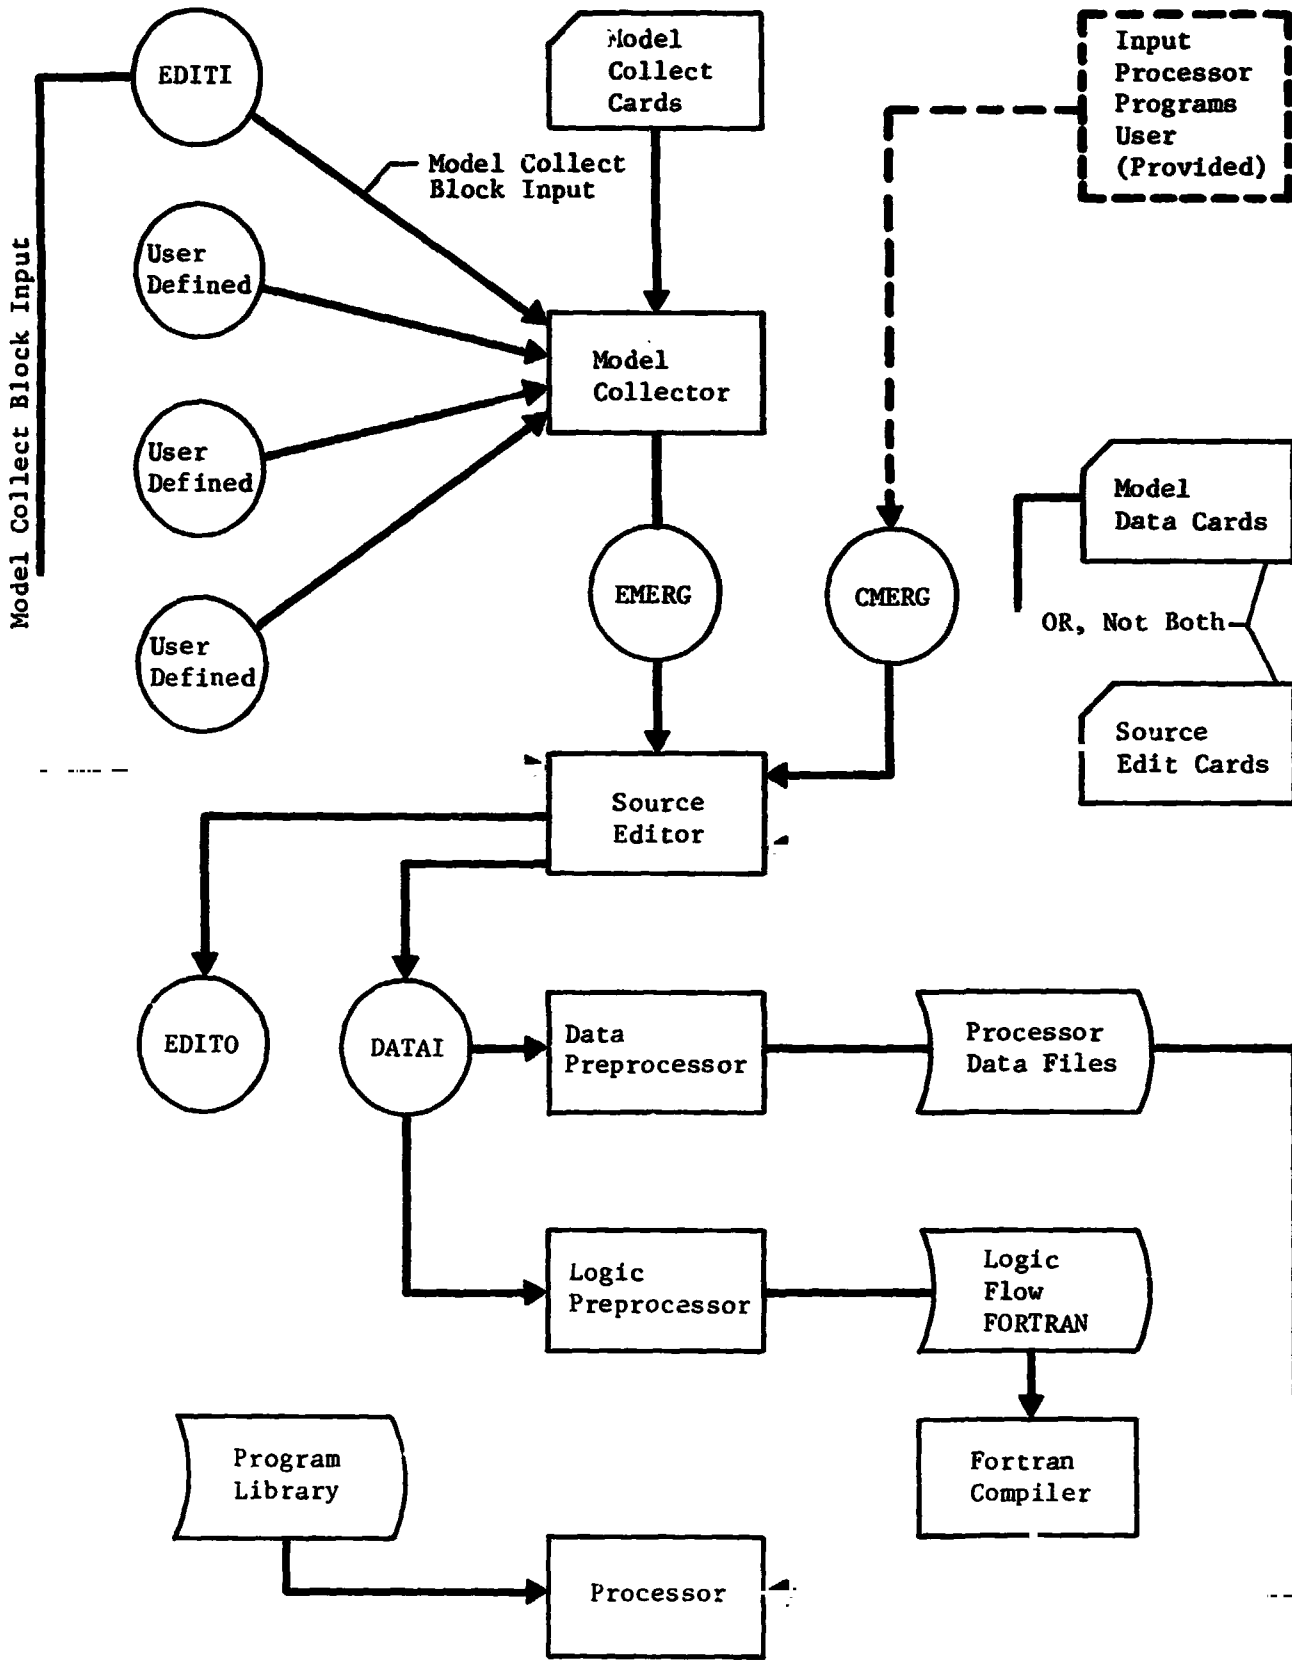 EDITI
Model
Collect
Cards
Input
Processor
Programs
User
(Provided)
Model Collect
Block Input
Model Collect Block Input
User
Defined
Model
Collector
User
Defined
Model
Data Cards
EMERG
CMERG
OR, Not Both
User
Defined
Source
Edit Cards
Source
Editor
EDITO
DATAI
Data
Preprocessor
Processor
Data Files
Logic
Preprocessor
Logic
Flow
FORTRAN
Program
Library
Fortran
Compiler
Processor